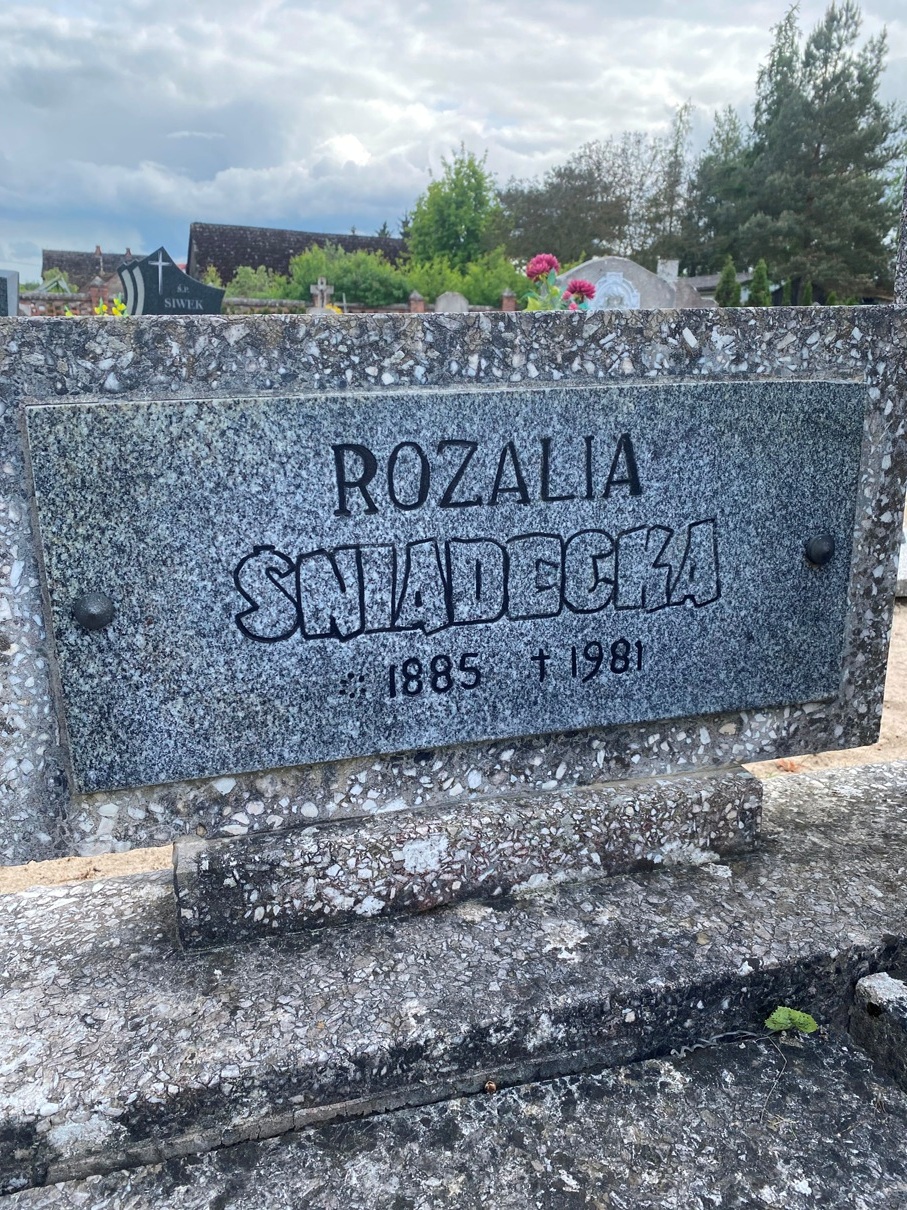 Ś.P.
SIWEK
ROZALIA
ŚNIADECKA
1885 † 1981